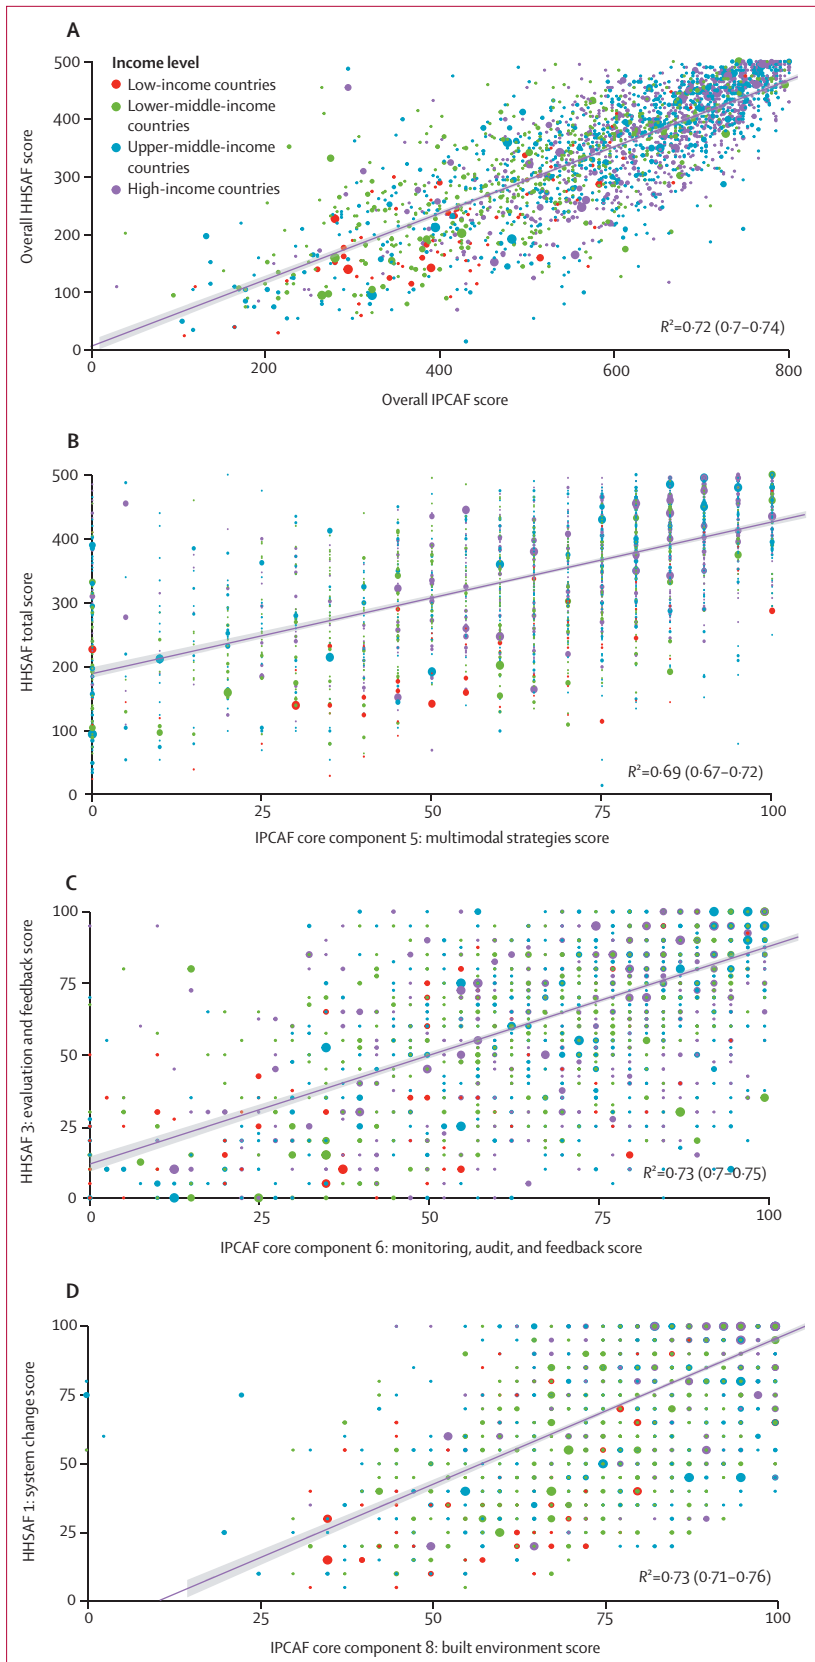 A
Income level
Low-income countries
Lower-middle-income
countries
Upper-middle-income
countries
High-income countries
500
400
300
200
100
0
Overall HHSAF score
R²=0·72 (0·7–0·74)
0
200
400
600
800
Overall IPCAF score
B
500
400
300
200
100
0
HHSAF total score
R²=0·69 (0·67–0·72)
0
25
50
75
100
IPCAF core component 5: multimodal strategies score
C
100
75
50
25
0
HHSAF 3: evaluation and feedback score
R²=0·73 (0·7–0·75)
0
25
50
75
100
IPCAF core component 6: monitoring, audit, and feedback score
D
100
75
50
25
0
HHSAF 1: system change score
R²=0·73 (0·71–0·76)
0
25
50
75
100
IPCAF core component 8: built environment score